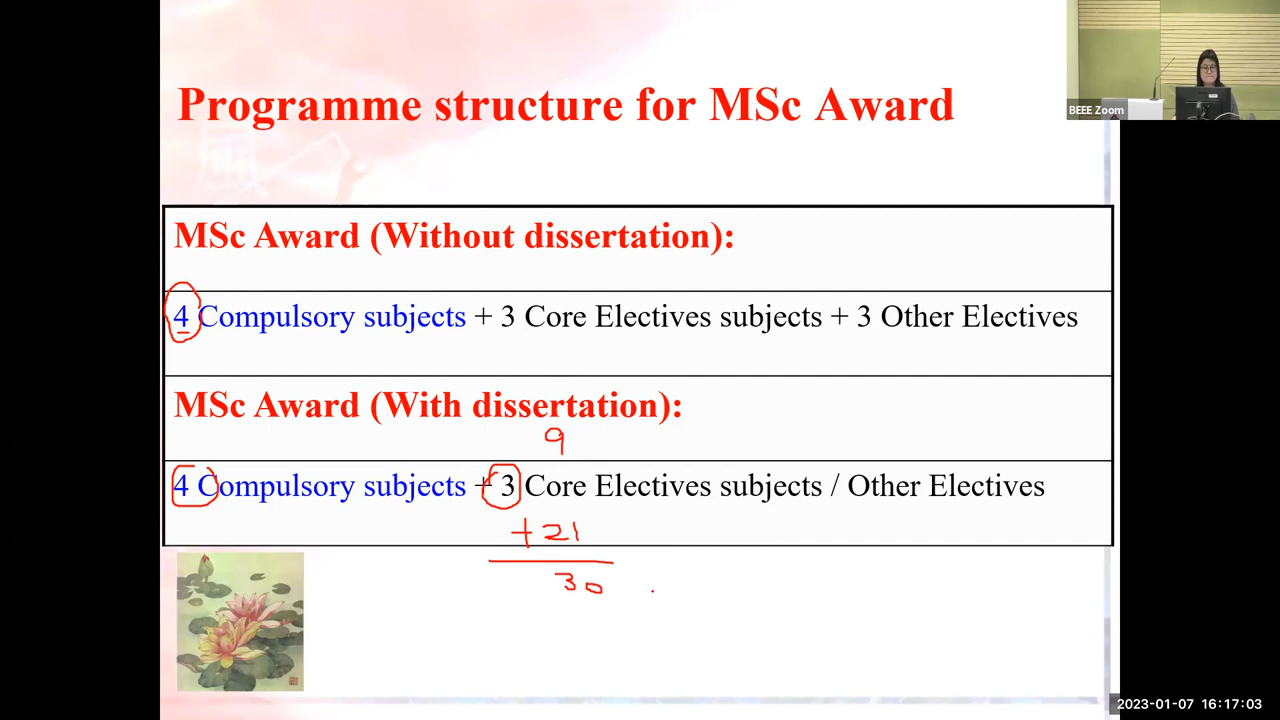 BEEE Zoom
Programme structure for MSc Award
MSc Award (Without dissertation):
4 Compulsory subjects + 3 Core Electives subjects + 3 Other Electives
MSc Award (With dissertation):
9
4 Compulsory subjects + 3 Core Electives subjects / Other Electives
+21
30
2023-01-07 16:17:03